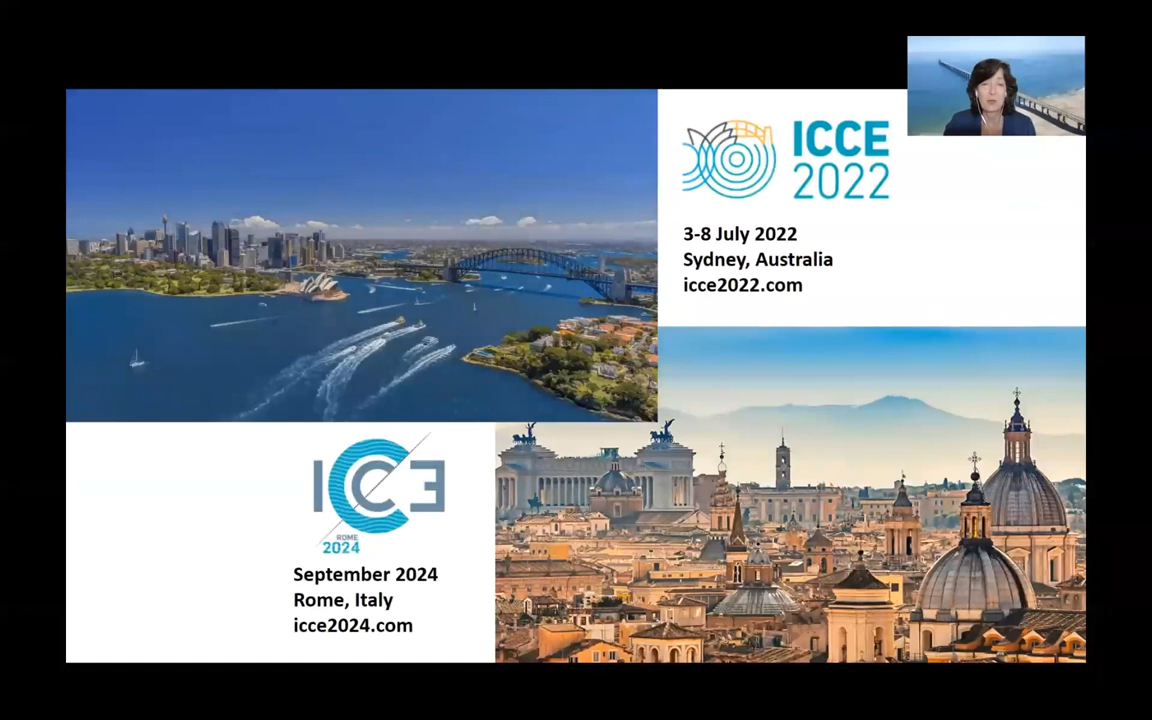 ICCE
2022
3-8 July 2022
Sydney, Australia
icce2022.com
ICCE
ROME
2024
September 2024
Rome, Italy
icce2024.com